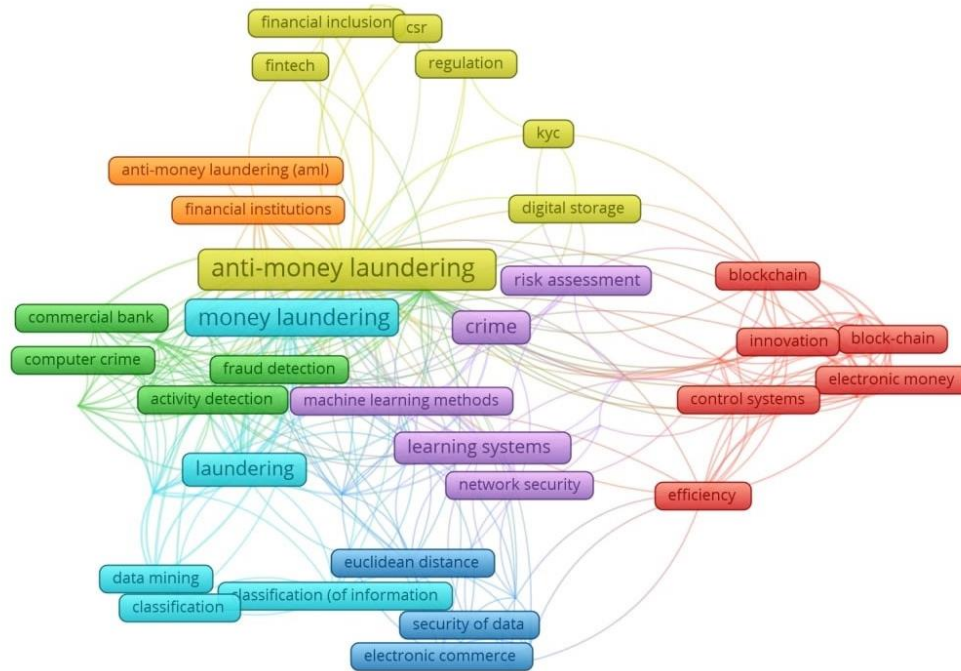 financial inclusion
csr
fintech
regulation
kyc
anti-money laundering (aml)
financial institutions
digital storage
anti-money laundering
risk assessment
blockchain
commercial bank
money laundering
crime
innovation
block-chain
computer crime
fraud detection
electronic money
activity detection
machine learning methods
control systems
learning systems
laundering
network security
efficiency
euclidean distance
data mining
classification
classification (of information
security of data
electronic commerce